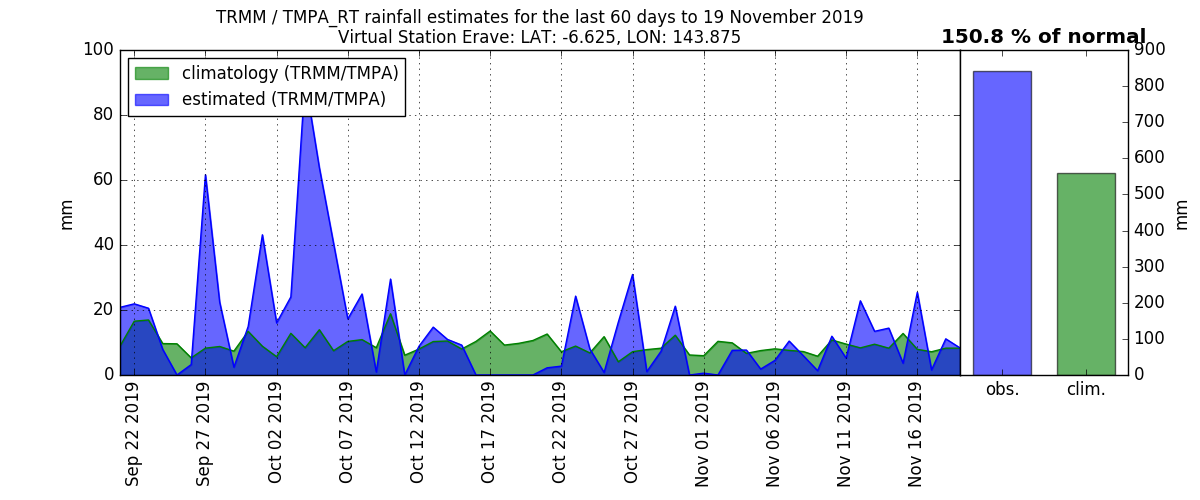 TRMM / TMPA_RT rainfall estimates for the last 60 days to 19 November 2019
Virtual Station Erave: LAT: -6.625, LON: 143.875
150.8 % of normal
climatology (TRMM/TMPA)
estimated (TRMM/TMPA)
100
80
60
40
20
0
mm
Sep 22 2019
Sep 27 2019
Oct 02 2019
Oct 07 2019
Oct 12 2019
Oct 17 2019
Oct 22 2019
Oct 27 2019
Nov 01 2019
Nov 06 2019
Nov 11 2019
Nov 16 2019
obs.
clim.
900
800
700
600
500
400
300
200
100
0
mm